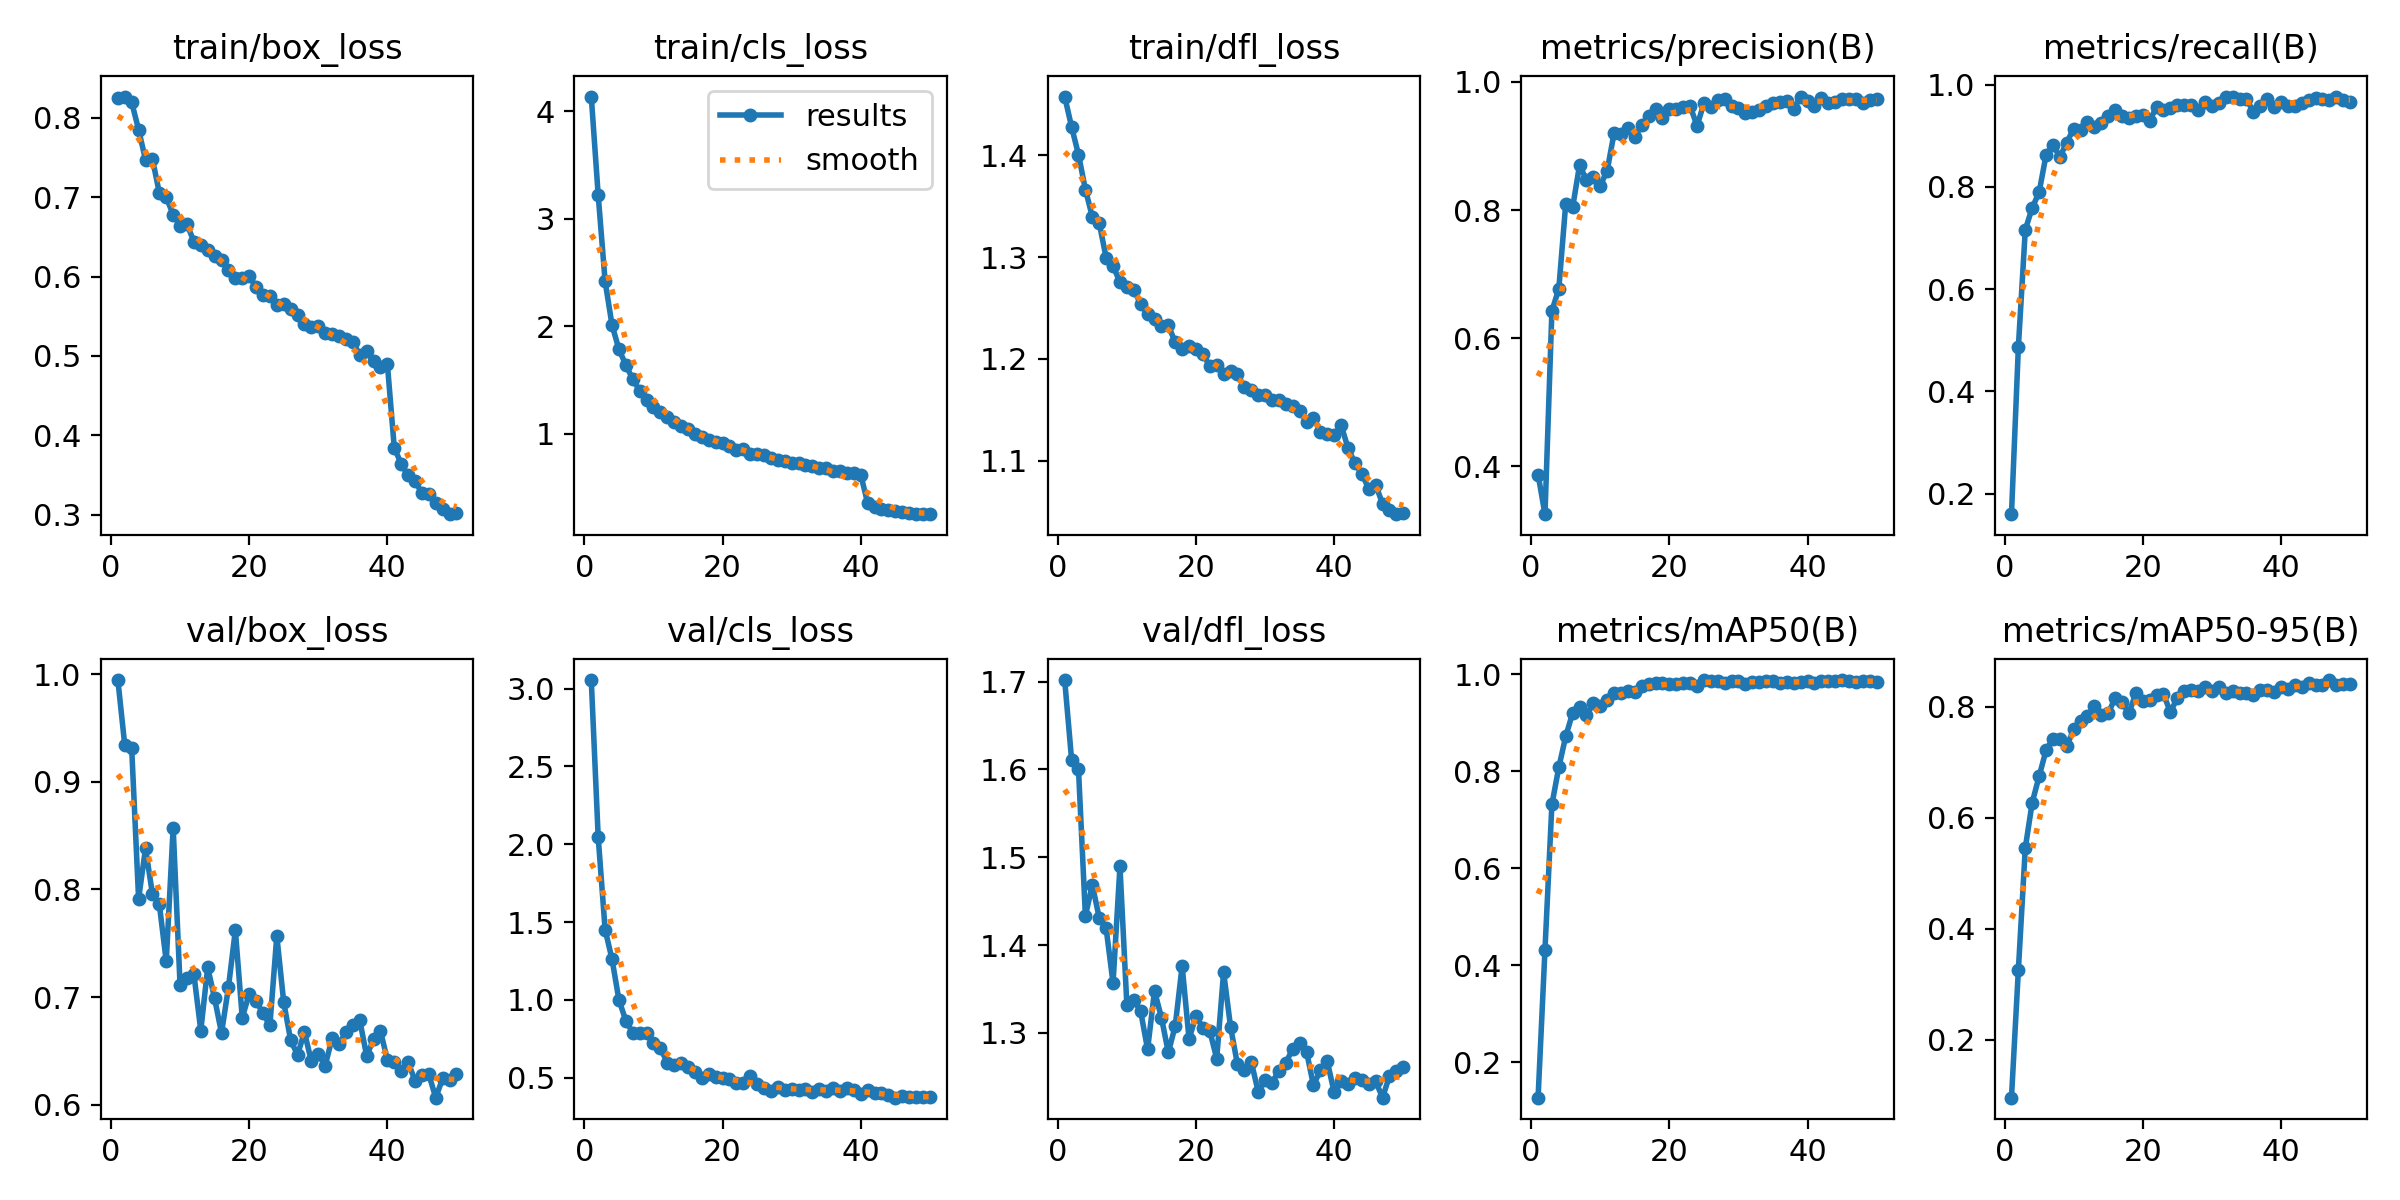 train/box_loss
0.8
0.7
0.6
0.5
0.4
0.3
0 20 40
train/cls_loss
results
smooth
4
3
2
1
0 20 40
train/dfl_loss
1.4
1.3
1.2
1.1
0 20 40
metrics/precision(B)
1.0
0.8
0.6
0.4
0 20 40
metrics/recall(B)
1.0
0.8
0.6
0.4
0.2
0 20 40
val/box_loss
1.0
0.9
0.8
0.7
0.6
0 20 40
val/cls_loss
3.0
2.5
2.0
1.5
1.0
0.5
0 20 40
val/dfl_loss
1.7
1.6
1.5
1.4
1.3
0 20 40
metrics/mAP50(B)
1.0
0.8
0.6
0.4
0.2
0 20 40
metrics/mAP50-95(B)
0.8
0.6
0.4
0.2
0 20 40